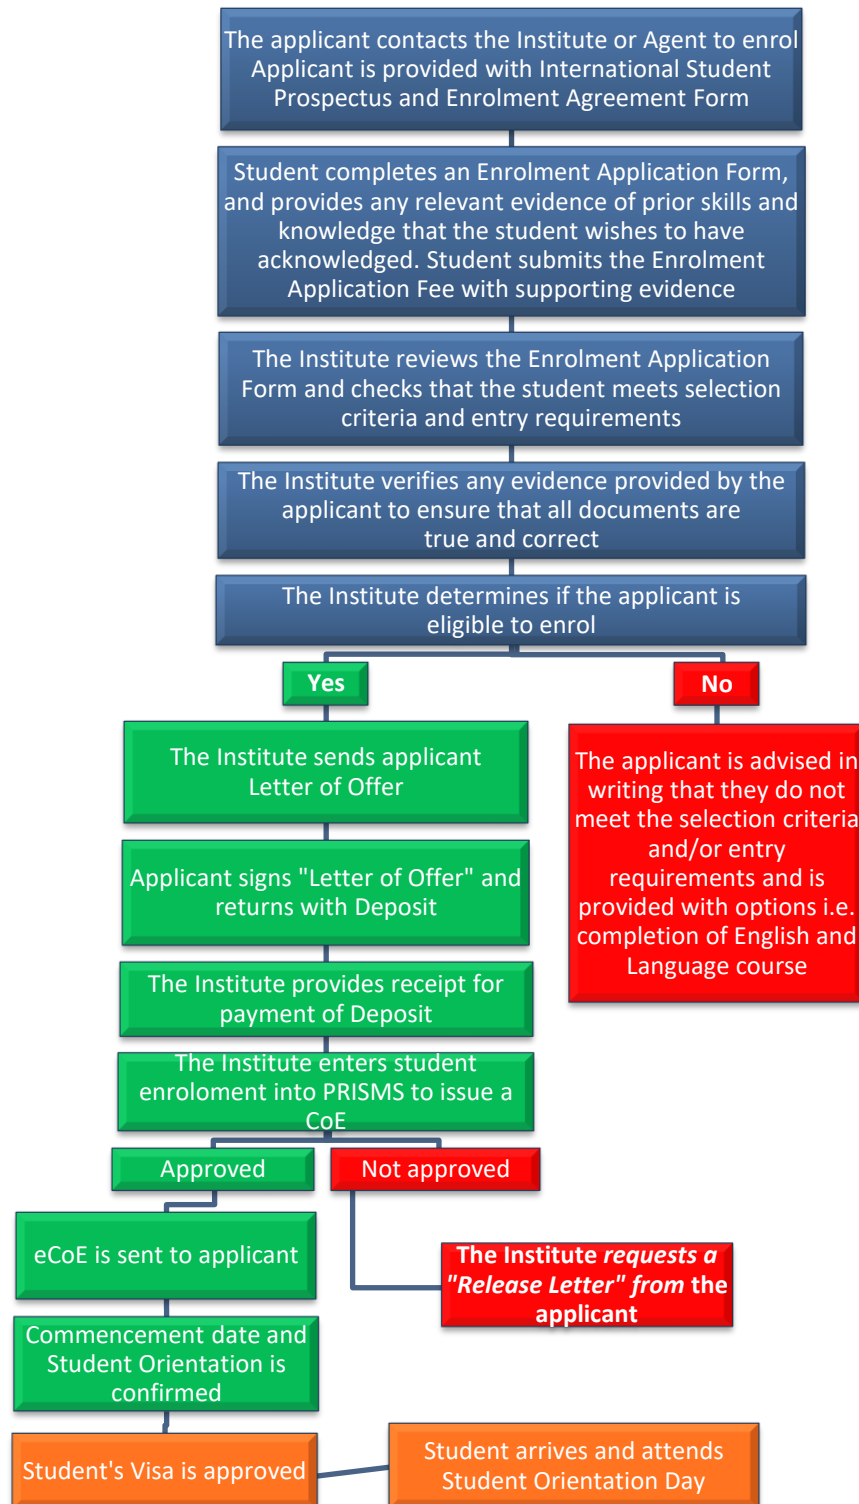 The applicant contacts the Institute or Agent to enrol
Applicant is provided with International Student
Prospectus and Enrolment Agreement Form
Student completes an Enrolment Application Form,
and provides any relevant evidence of prior skills and
knowledge that the student wishes to have
acknowledged. Student submits the Enrolment
Application Fee with supporting evidence
The Institute reviews the Enrolment Application
Form and checks that the student meets selection
criteria and entry requirements
The Institute verifies any evidence provided by the
applicant to ensure that all documents are
true and correct
The Institute determines if the applicant is
eligible to enrol
Yes
No
The Institute sends applicant
Letter of Offer
The applicant is advised in
writing that they do not
meet the selection criteria
and/or entry
requirements and is
provided with options i.e.
completion of English and
Language course
Applicant signs "Letter of Offer" and
returns with Deposit
The Institute provides receipt for
payment of Deposit
The Institute enters student
enroloment into PRISMS to issue a
CoE
Approved
Not approved
eCoE is sent to applicant
The Institute requests a
"Release Letter" from the
applicant
Commencement date and
Student Orientation is
confirmed
Student's Visa is approved
Student arrives and attends
Student Orientation Day